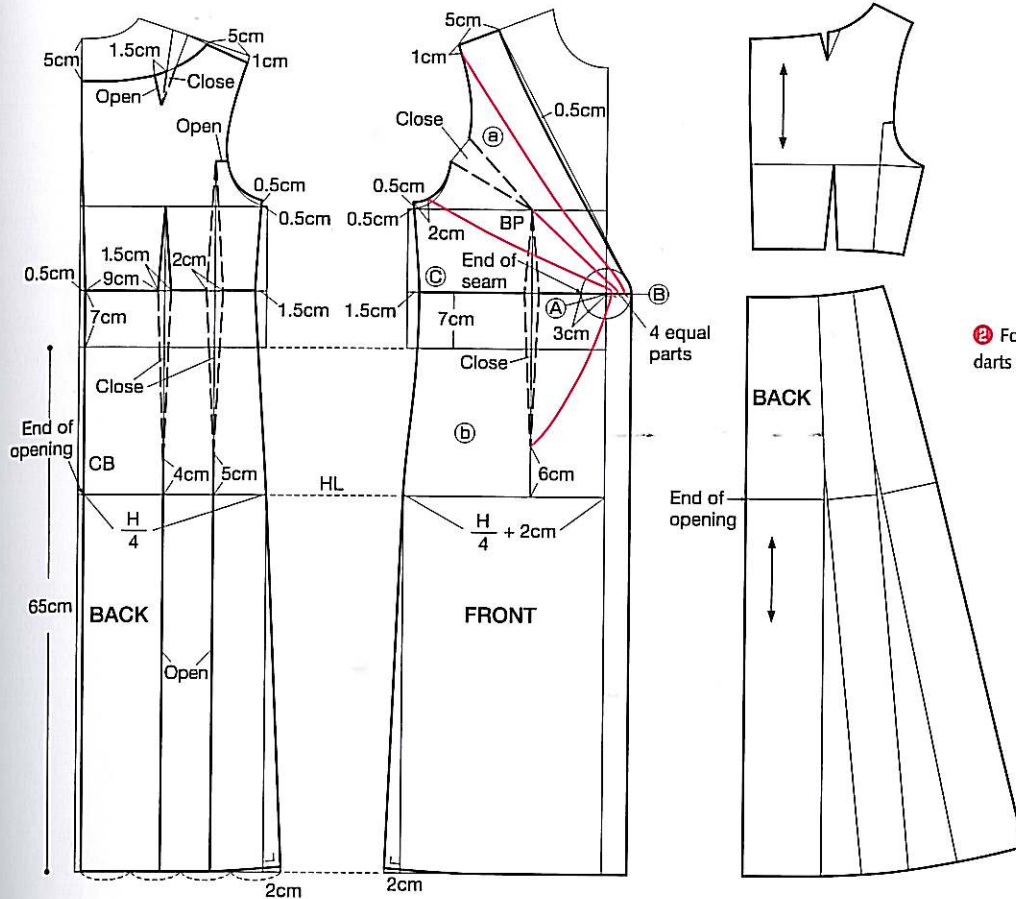 5cm
1.5cm
5cm
1cm
Close
Open
Open
0.5cm
0.5cm
1.5cm
2cm
0.5cm
9cm
1.5cm
7cm
Close
End of
opening
CB
4cm
5cm
HL
H
4
65cm
BACK
Open
2cm
5cm
1cm
0.5cm
Close
ⓐ
0.5cm
0.5cm
2cm
BP
End of
seam
Ⓒ
Ⓐ
Ⓑ
1.5cm
7cm
3cm
4 equal
parts
Close
ⓑ
6cm
H
4
+ 2cm
FRONT
2cm
BACK
End of
opening
❷ Fo
darts